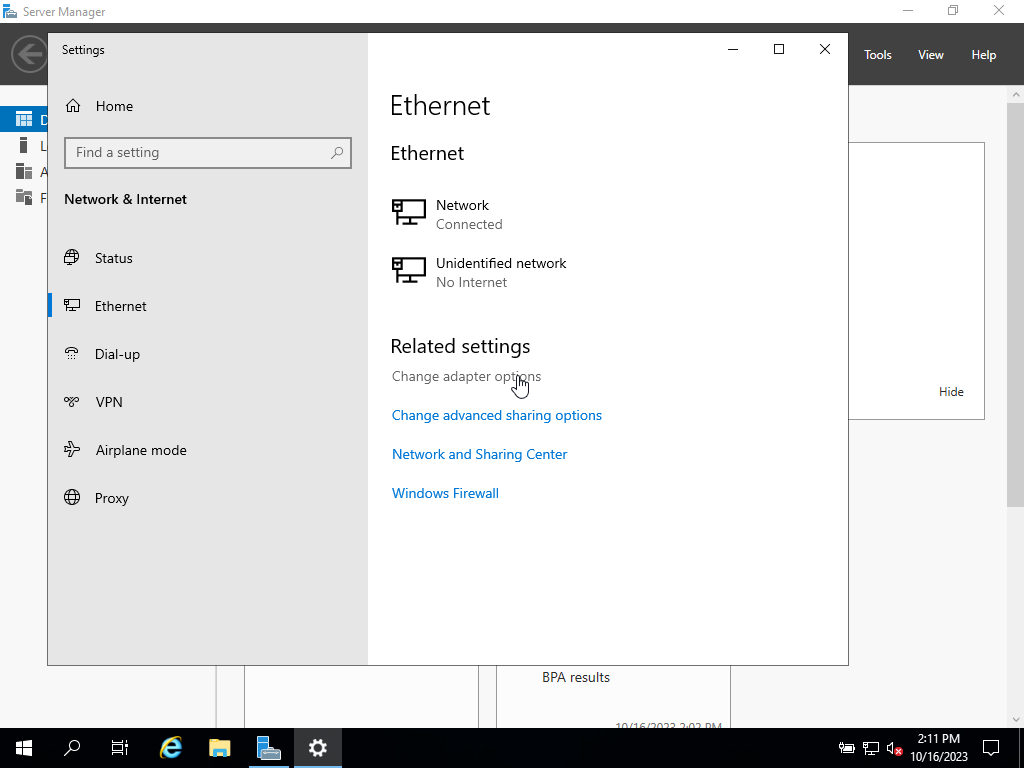 Server Manager
Settings
Tools
View
Help
Home
Find a setting
Network & Internet
Status
Ethernet
Dial-up
VPN
Airplane mode
Proxy
Ethernet
Ethernet
Network
Connected
Unidentified network
No Internet
Related settings
Change adapter options
Change advanced sharing options
Network and Sharing Center
Windows Firewall
Hide
BPA results
10/16/2023 2:02 PM
2:11 PM
10/16/2023